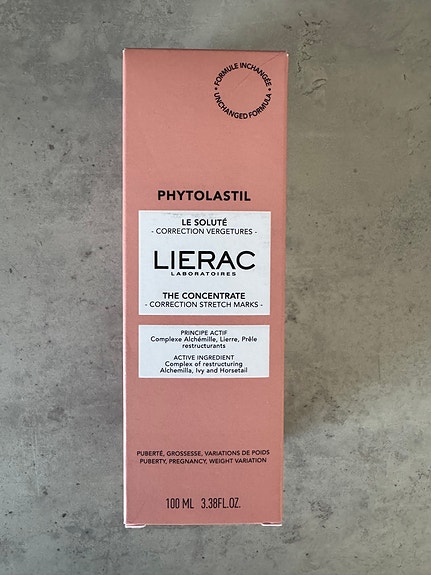 • FORMULE INCHANGÉE •
UNCHANGED FORMULA
PHYTOLASTIL
LE SOLUTÉ
- CORRECTION VERGETURES -
LIERAC
LABORATOIRES
THE CONCENTRATE
- CORRECTION STRETCH MARKS -
PRINCIPE ACTIF
Complexe Alchémille, Lierre, Prêle
restructurants
ACTIVE INGREDIENT
Complex of restructuring
Alchemilla, Ivy and Horsetail
PUBERTÉ, GROSSESSE, VARIATIONS DE POIDS
PUBERTY, PREGNANCY, WEIGHT VARIATION
100 ML 3.38FL.OZ.